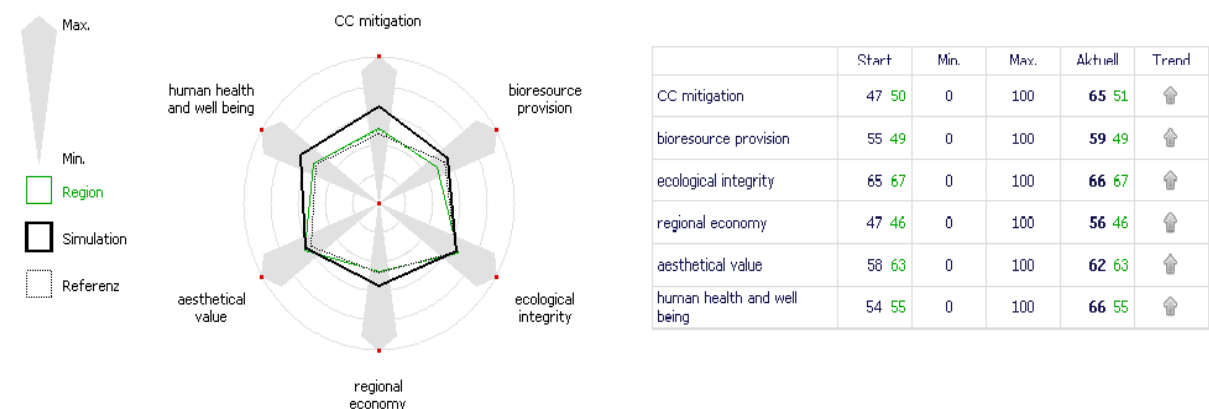 Max.
Min.
Region
Simulation
Referenz
CC mitigation
bioresource
provision
ecological
integrity
regional
economy
aesthetical
value
human health
and well being
Start Min. Max. Aktuell Trend
CC mitigation 47 50 0 100 65 51
bioresource provision 55 49 0 100 59 49
ecological integrity 65 67 0 100 66 67
regional economy 47 46 0 100 56 46
aesthetical value 58 63 0 100 62 63
human health and well
being 54 55 0 100 66 55